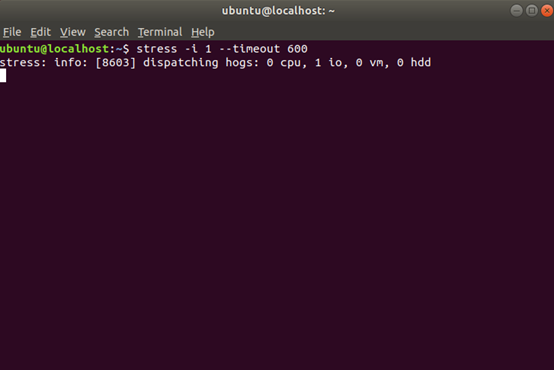 ubuntu@localhost: ~
File Edit View Search Terminal Help
ubuntu@localhost:~$ stress -i 1 --timeout 600
stress: info: [8603] dispatching hogs: 0 cpu, 1 io, 0 vm, 0 hdd